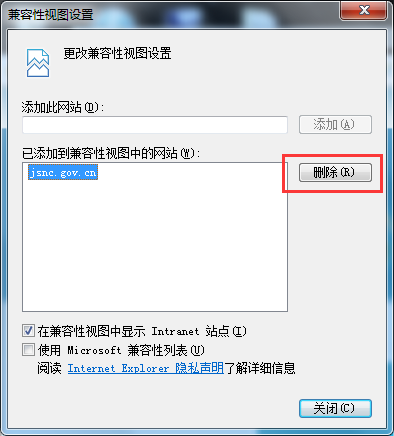 兼容性视图设置
更改兼容性视图设置
添加此网站(D):
添加(A)
已添加到兼容性视图中的网站(W):
jsnc.gov.cn
删除(R)
在兼容性视图中显示 Intranet 站点(I)
使用 Microsoft 兼容性列表(U)
阅读 Internet Explorer 隐私声明了解详细信息
关闭(C)